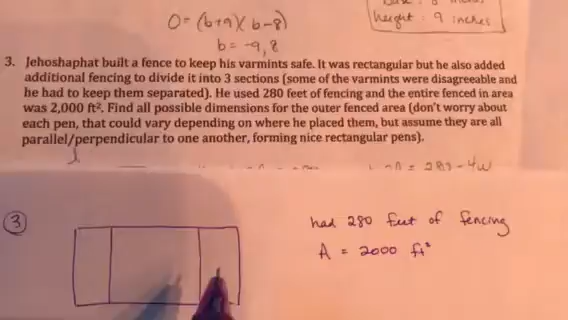 0 = (b+9)(b-8)
height: 9 inches
b = -9, 8
3. Jehoshaphat built a fence to keep his varmints safe. It was rectangular but he also added
additional fencing to divide it into 3 sections (some of the varmints were disagreeable and
he had to keep them separated). He used 280 feet of fencing and the entire fenced in area
was 2,000 ft². Find all possible dimensions for the outer fenced area (don't worry about
each pen, that could vary depending on where he placed them, but assume they are all
parallel/perpendicular to one another, forming nice rectangular pens).
3
had 280 feet of fencing
A = 2000 ft²